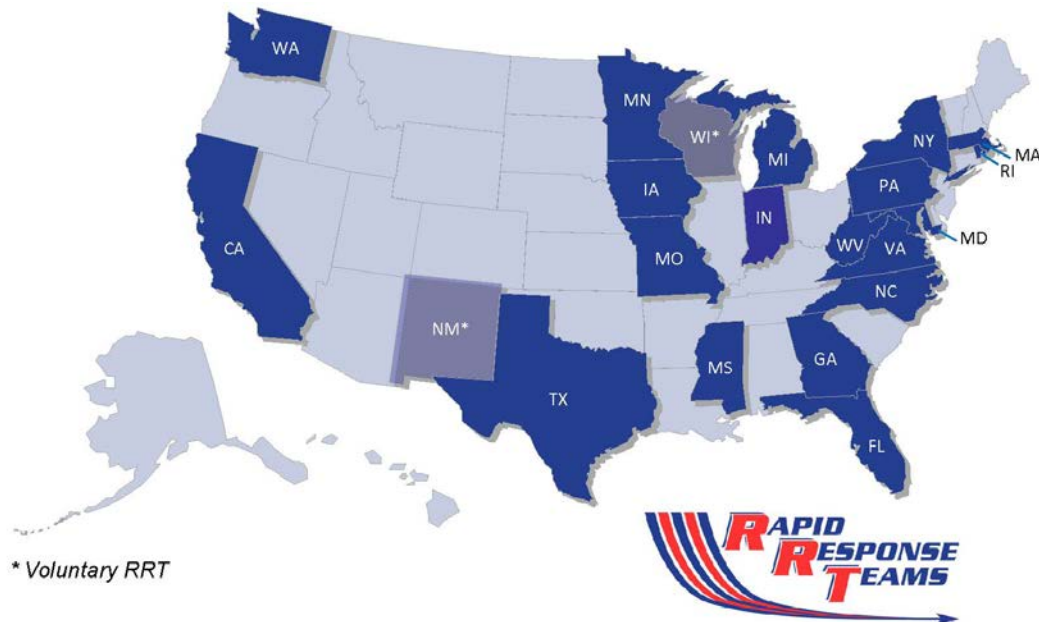 WA
MN
WI*
MI
NY
MA
RI
IA
PA
IN
MD
CA
MO
WV
VA
NC
NM*
MS
GA
TX
FL
RAPID
RESPONSE
TEAMS
* Voluntary RRT